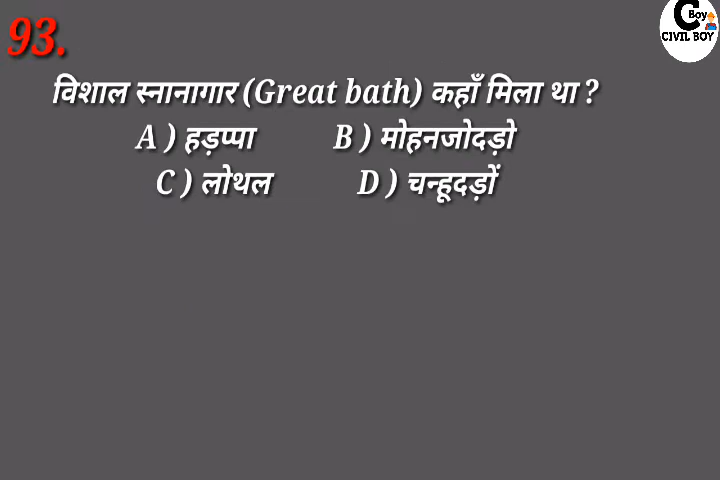 93.
C Boy
CIVIL BOY
विशाल स्नानागार (Great bath) कहाँ मिला था ?
A ) हड़प्पा B ) मोहनजोदड़ो
C ) लोथल D ) चन्हूदड़ों